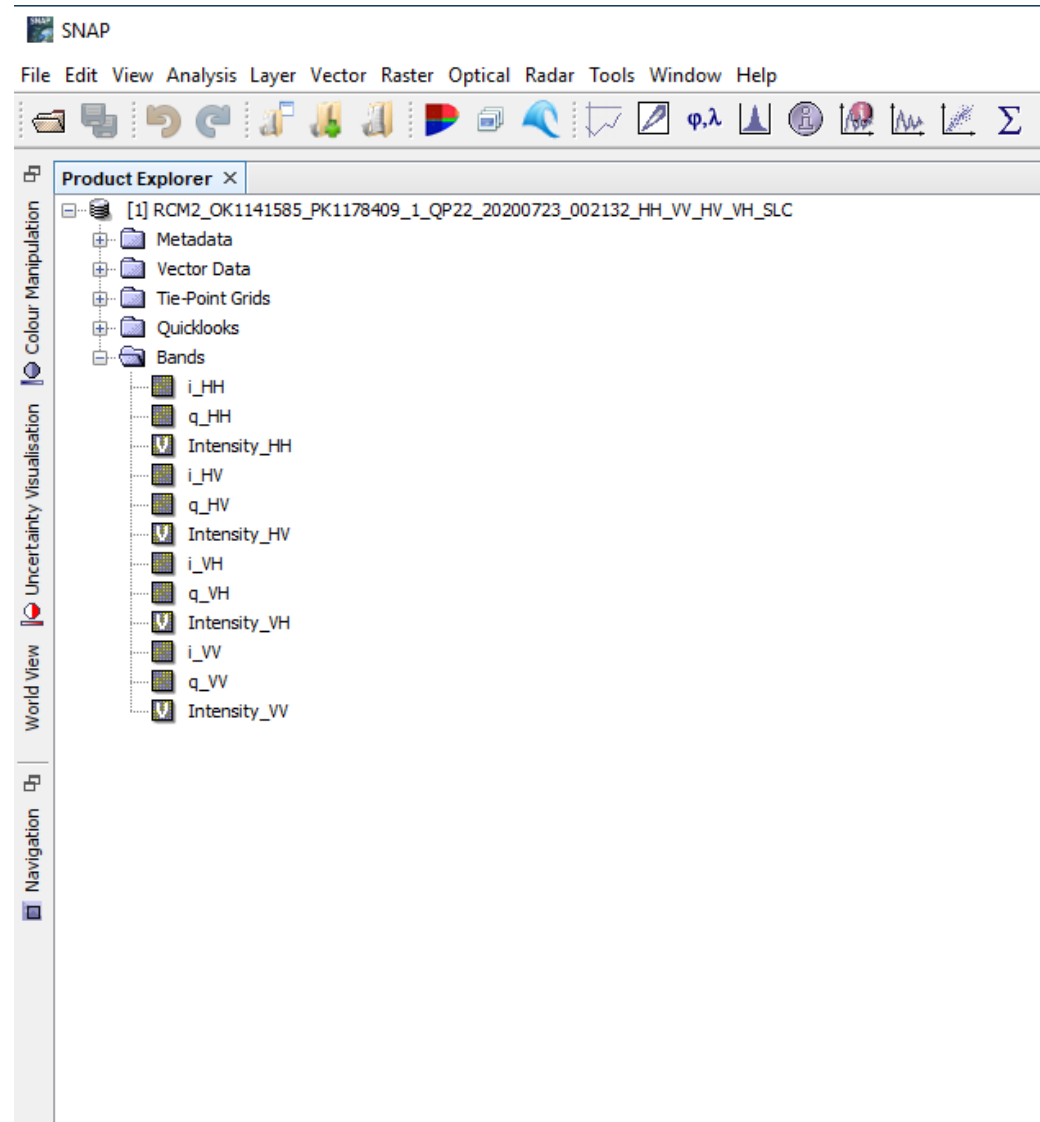 SNAP
SNAP
File Edit View Analysis Layer Vector Raster Optical Radar Tools Window Help
φ,λ
Σ
Product Explorer ×
[1] RCM2_OK1141585_PK1178409_1_QP22_20200723_002132_HH_VV_HV_VH_SLC
Metadata
Vector Data
Tie-Point Grids
Quicklooks
Bands
i_HH
q_HH
Intensity_HH
i_HV
q_HV
Intensity_HV
i_VH
q_VH
Intensity_VH
i_VV
q_VV
Intensity_VV
Colour Manipulation
Uncertainty Visualisation
World View
Navigation